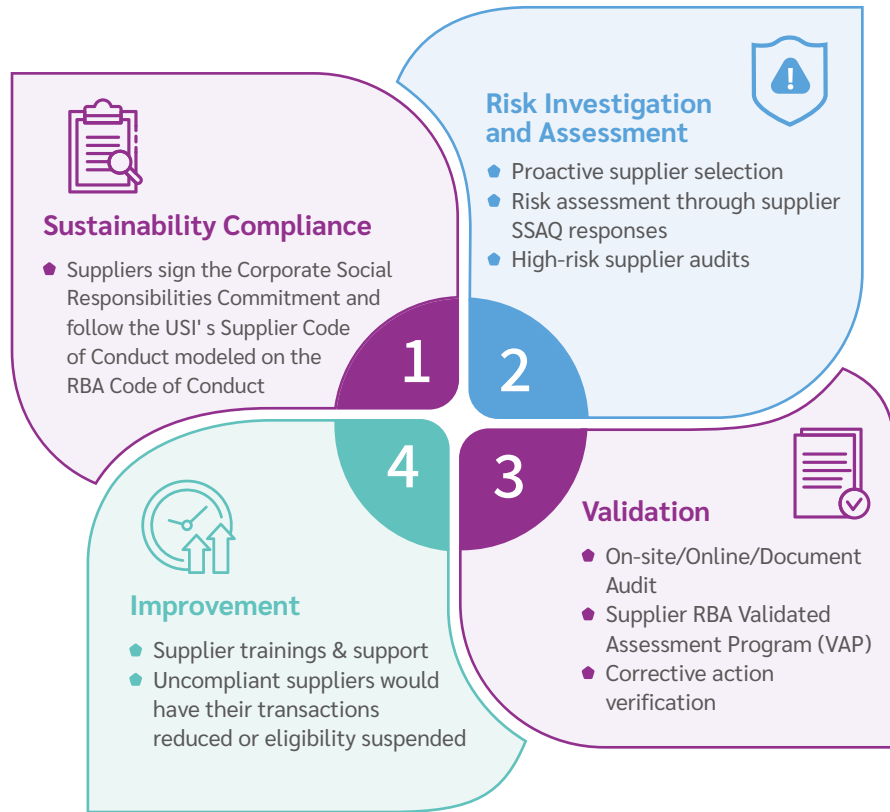 Sustainability Compliance
Suppliers sign the Corporate Social
Responsibilities Commitment and
follow the USI' s Supplier Code
of Conduct modeled on the
RBA Code of Conduct
1
Risk Investigation
and Assessment
Proactive supplier selection
Risk assessment through supplier
SSAQ responses
High-risk supplier audits
2
3
Validation
On-site/Online/Document
Audit
Supplier RBA Validated
Assessment Program (VAP)
Corrective action
verification
4
Improvement
Supplier trainings & support
Uncompliant suppliers would
have their transactions
reduced or eligibility suspended